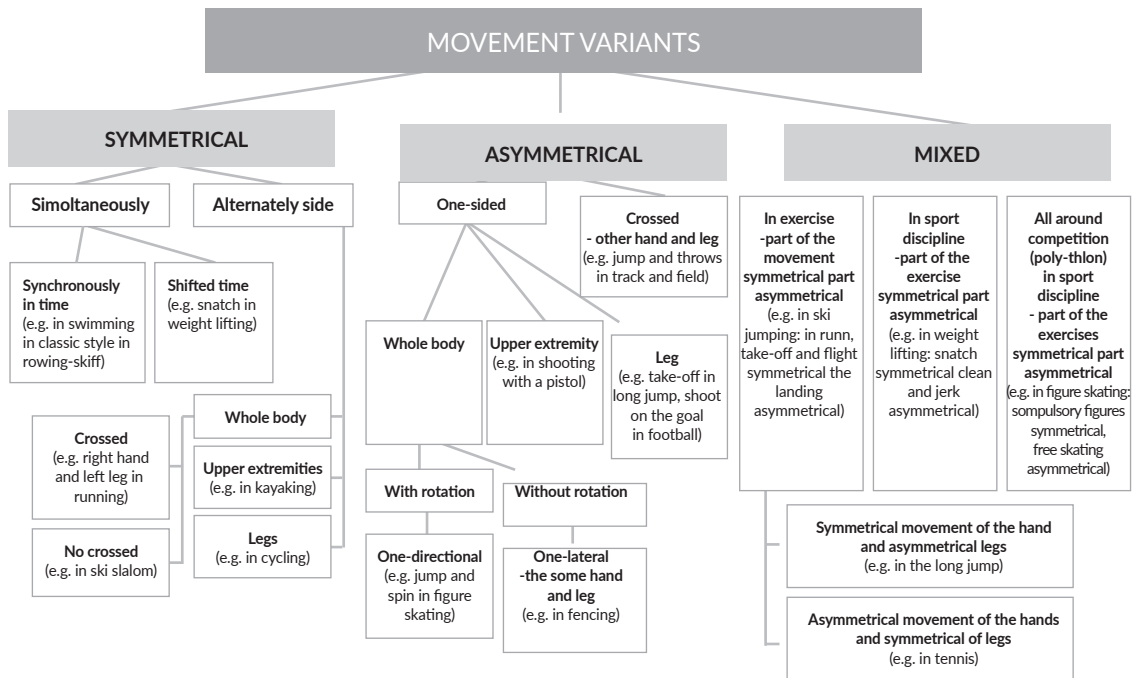 MOVEMENT VARIANTS
SYMMETRICAL
Simoltaneously
Alternately side
Synchronously
in time
(e.g. in swimming
in classic style in
rowing-skiff)
Shifted time
(e.g. snatch in
weight lifting)
Whole body
Upper extremities
(e.g. in kayaking)
Legs
(e.g. in cycling)
Crossed
(e.g. right hand
and left leg in
running)
No crossed
(e.g. in ski slalom)
ASYMMETRICAL
One-sided
Crossed
- other hand and leg
(e.g. jump and throws
in track and field)
Whole body
Upper extremity
(e.g. in shooting
with a pistol)
Leg
(e.g. take-off in
long jump, shoot
on the goal
in football)
With rotation
Without rotation
One-directional
(e.g. jump and
spin in figure
skating)
One-lateral
-the some hand
and leg
(e.g. in fencing)
MIXED
In exercise
-part of the
movement
symmetrical part
asymmetrical
(e.g. in ski
jumping: in runn,
take-off and flight
symmetrical the
landing
asymmetrical)
In sport
discipline
-part of the
exercise
symmetrical part
asymmetrical
(e.g. in weight
lifting: snatch
symmetrical clean
and jerk
asymmetrical)
All around
competition
(poly-thlon)
in sport
discipline
- part of the
exercises
symmetrical part
asymmetrical
(e.g. in figure skating:
sompulsory figures
symmetrical,
free skating
asymmetrical)
Symmetrical movement of the hand
and asymmetrical legs
(e.g. in the long jump)
Asymmetrical movement of the hands
and symmetrical of legs
(e.g. in tennis)